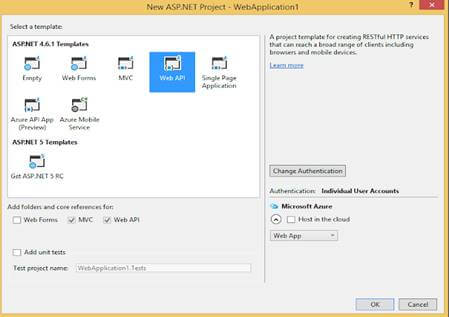 New ASP.NET Project - WebApplication1
Select a template:
ASP.NET 4.6.1 Templates
Empty
Web Forms
MVC
Web API
Single Page
Application
Azure API App
(Preview)
Azure Mobile
Service
ASP.NET 5 Templates
Get ASP.NET 5 RC
A project template for creating RESTful HTTP services
that can reach a broad range of clients including
browsers and mobile devices.
Learn more
Change Authentication
Authentication: Individual User Accounts
Microsoft Azure
Host in the cloud
Web App
Add folders and core references for:
Web Forms MVC Web API
Add unit tests
Test project name: WebApplication1.Tests
OK Cancel